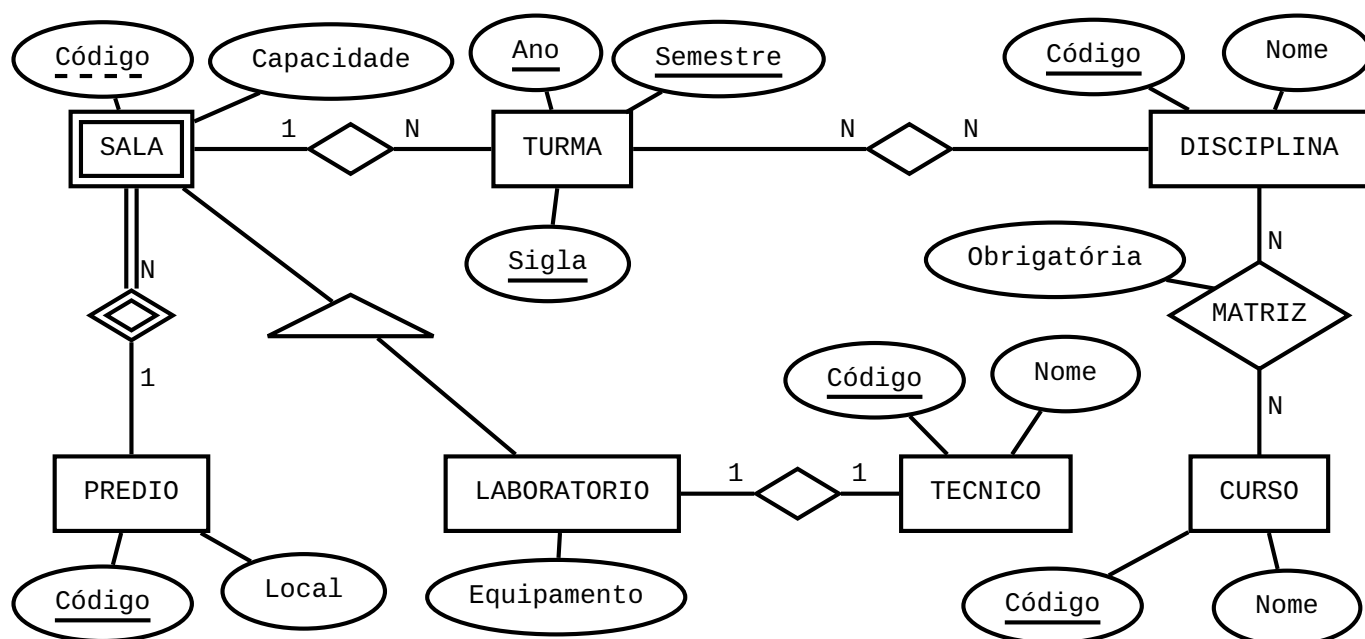 Código
Capacidade
Ano
Semestre
Código
Nome
SALA
1
N
TURMA
N
N
DISCIPLINA
Sigla
N
Obrigatória
N
MATRIZ
1
Código
Nome
N
PREDIO
LABORATORIO
1
1
TECNICO
CURSO
Código
Local
Equipamento
Código
Nome